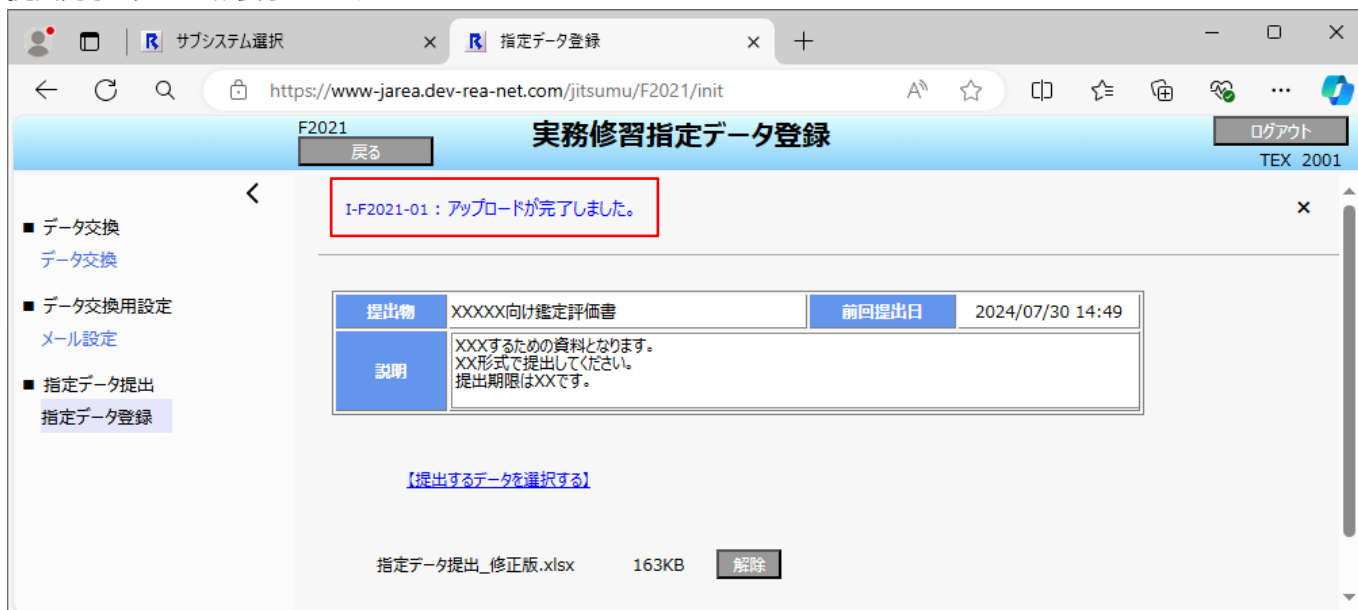 サブシステム選択
指定データ登録
https://www-jarea.dev-rea-net.com/jitsumu/F2021/init
F2021
戻る
実務修習指定データ登録
ログアウト
TEX 2001
■ データ交換
データ交換
■ データ交換用設定
メール設定
■ 指定データ提出
指定データ登録
I-F2021-01：アップロードが完了しました。
提出物 XXXXX向け鑑定評価書 前回提出日 2024/07/30 14:49
説明
XXXするための資料となります。
XX形式で提出してください。
提出期限はXXです。
【提出するデータを選択する】
指定データ提出_修正版.xlsx 163KB 解除